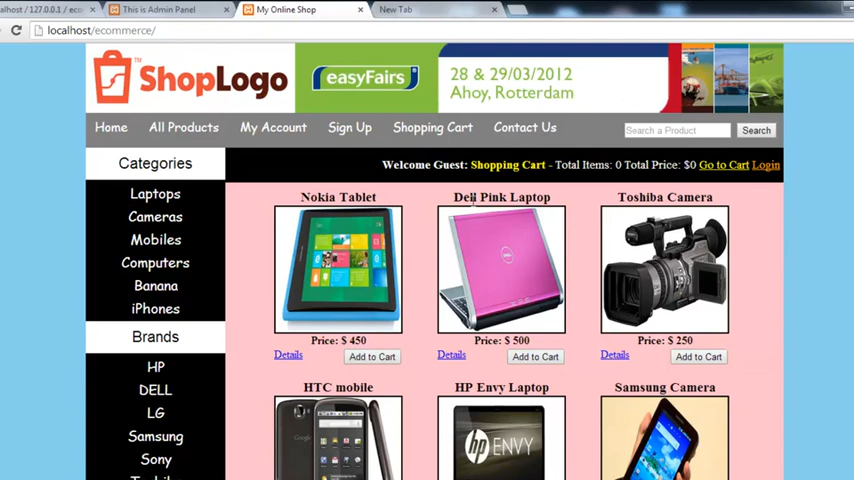 alhost / 127.0.0.1 / eco
This is Admin Panel
My Online Shop
New Tab
localhost/ecommerce/
ShopLogo
TM
easyFairs
28 & 29/03/2012
Ahoy, Rotterdam
Home
All Products
My Account
Sign Up
Shopping Cart
Contact Us
Search a Product
Search
Categories
Welcome Guest: Shopping Cart - Total Items: 0 Total Price: $0 Go to Cart Login
Laptops
Cameras
Mobiles
Computers
Banana
iPhones
Brands
HP
DELL
LG
Samsung
Sony
Nokia Tablet
Dell Pink Laptop
Toshiba Camera
DELL
Price: $ 450
Price: $ 500
Price: $ 250
Details
Add to Cart
Details
Add to Cart
Details
Add to Cart
HTC mobile
HP Envy Laptop
Samsung Camera
hp ENVY